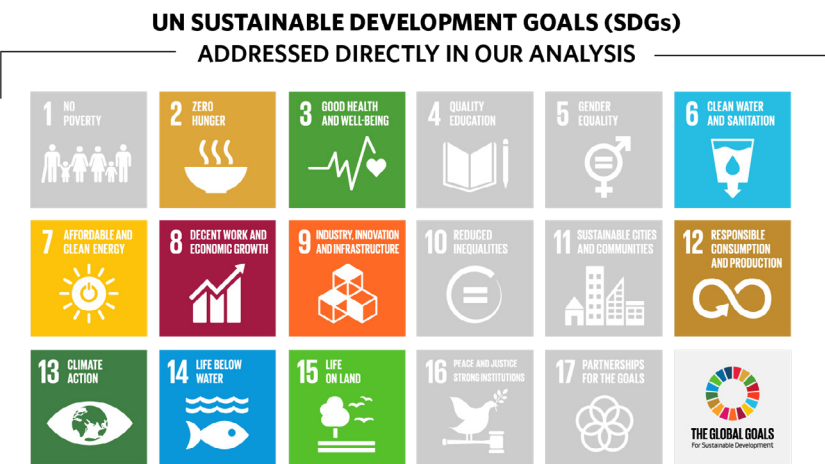 UN SUSTAINABLE DEVELOPMENT GOALS (SDGs)
ADDRESSED DIRECTLY IN OUR ANALYSIS
1 NO
POVERTY
2 ZERO
HUNGER
3 GOOD HEALTH
AND WELL-BEING
4 QUALITY
EDUCATION
5 GENDER
EQUALITY
6 CLEAN WATER
AND SANITATION
7 AFFORDABLE AND
CLEAN ENERGY
8 DECENT WORK AND
ECONOMIC GROWTH
9 INDUSTRY, INNOVATION
AND INFRASTRUCTURE
10 REDUCED
INEQUALITIES
11 SUSTAINABLE CITIES
AND COMMUNITIES
12 RESPONSIBLE
CONSUMPTION
AND PRODUCTION
13 CLIMATE
ACTION
14 LIFE BELOW
WATER
15 LIFE
ON LAND
16 PEACE AND JUSTICE
STRONG INSTITUTIONS
17 PARTNERSHIPS
FOR THE GOALS
THE GLOBAL GOALS
For Sustainable Development